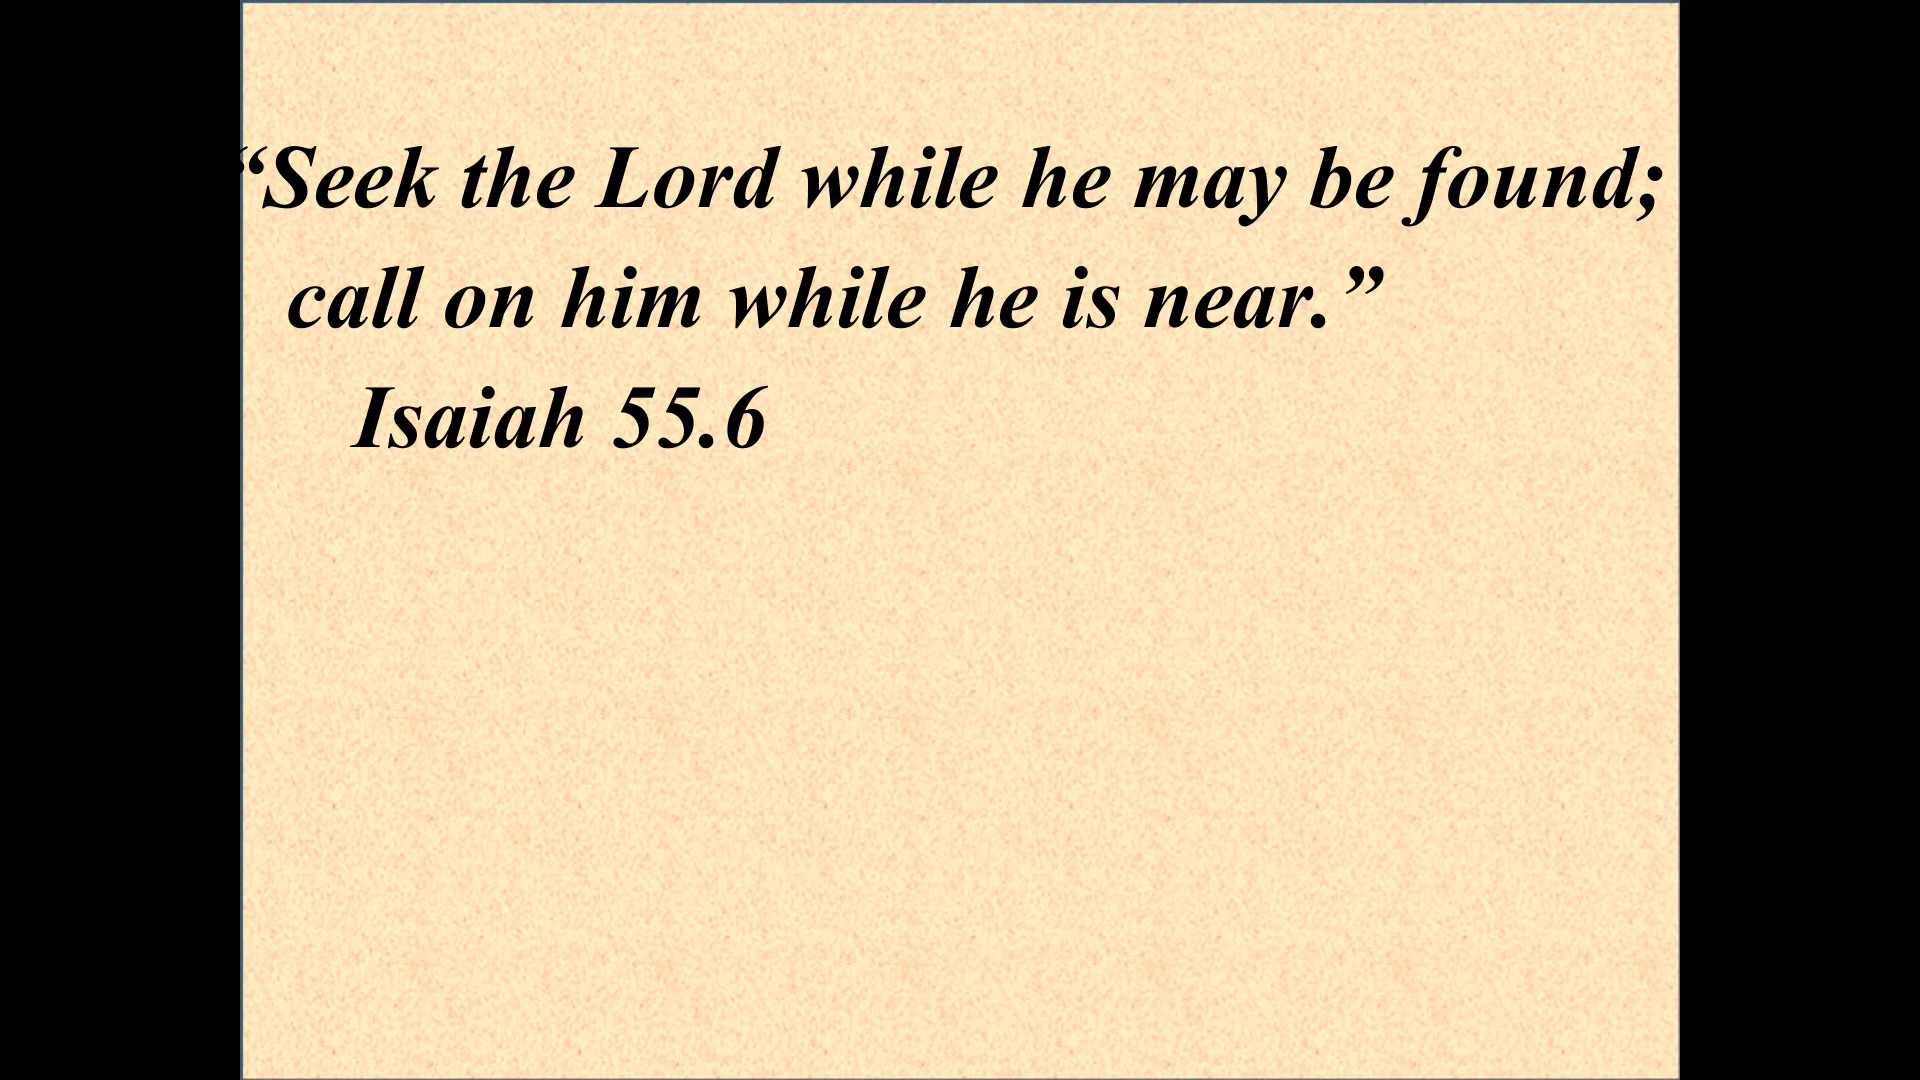 “Seek the Lord while he may be found;
call on him while he is near.”
Isaiah 55.6